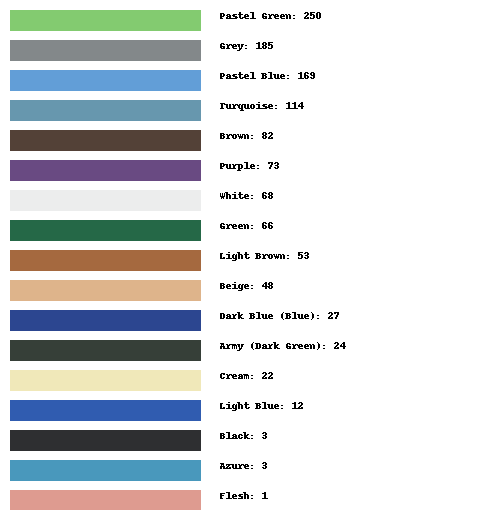 Pastel Green: 250
Grey: 185
Pastel Blue: 169
Turquoise: 114
Brown: 82
Purple: 73
White: 68
Green: 66
Light Brown: 53
Beige: 48
Dark Blue (Blue): 27
Army (Dark Green): 24
Cream: 22
Light Blue: 12
Black: 3
Azure: 3
Flesh: 1